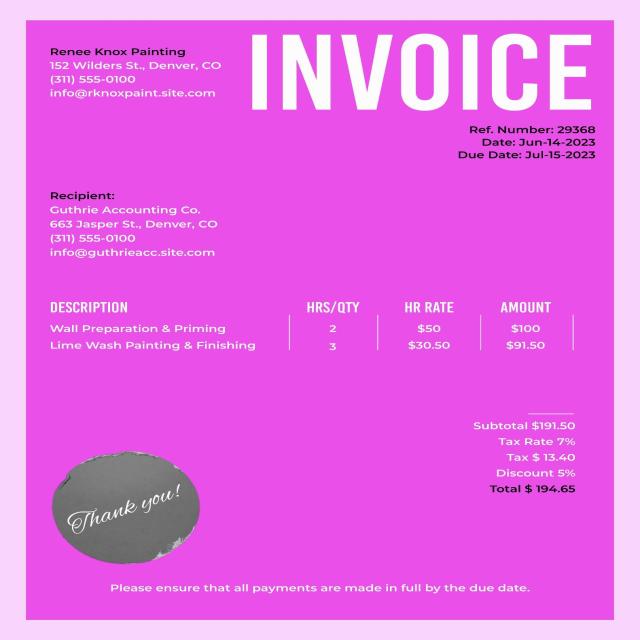 Renee Knox Painting
152 Wilders St., Denver, CO
(311) 555-0100
info@rknoxpaint.site.com
INVOICE
Ref. Number: 29368
Date: Jun-14-2023
Due Date: Jul-15-2023
Recipient:
Guthrie Accounting Co.
663 Jasper St., Denver, CO
(311) 555-0100
info@guthrieacc.site.com
DESCRIPTION HRS/QTY HR RATE AMOUNT
Wall Preparation & Priming 2 $50 $100
Lime Wash Painting & Finishing 3 $30.50 $91.50
Subtotal $191.50
Tax Rate 7%
Tax $ 13.40
Discount 5%
Total $ 194.65
Thank you!
Please ensure that all payments are made in full by the due date.